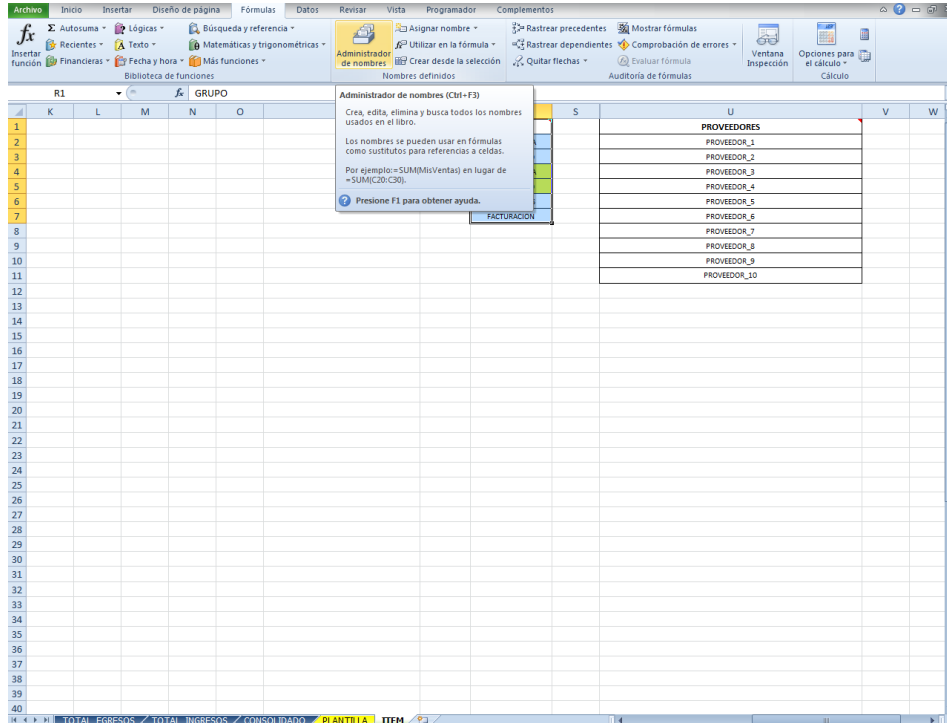 Archivo Inicio Insertar Diseño de página Fórmulas Datos Revisar Vista Programador Complementos
fx
Insertar función
Σ Autosuma
Recientes
Financieras
Lógicas
Texto
Fecha y hora
Búsqueda y referencia
Matemáticas y trigonométricas
Más funciones
Biblioteca de funciones
Administrador de nombres
Asignar nombre
Utilizar en la fórmula
Crear desde la selección
Nombres definidos
Rastrear precedentes
Rastrear dependientes
Quitar flechas
Mostrar fórmulas
Comprobación de errores
Evaluar fórmula
Auditoría de fórmulas
Ventana Inspección
Opciones para el cálculo
Cálculo
R1 fx GRUPO
Administrador de nombres (Ctrl+F3)
Crea, edita, elimina y busca todos los nombres
usados en el libro.
Los nombres se pueden usar en fórmulas
como sustitutos para referencias a celdas.
Por ejemplo:=SUM(MisVentas) en lugar de
=SUM(C20:C30).
Presione F1 para obtener ayuda.
K L M N O S U V W
1 PROVEEDORES
2 PROVEEDOR_1
3 PROVEEDOR_2
4 PROVEEDOR_3
5 PROVEEDOR_4
6 PROVEEDOR_5
7 FACTURACION PROVEEDOR_6
8 PROVEEDOR_7
9 PROVEEDOR_8
10 PROVEEDOR_9
11 PROVEEDOR_10
12
13
14
15
16
17
18
19
20
21
22
23
24
25
26
27
28
29
30
31
32
33
34
35
36
37
38
39
40
TOTAL_EGRESOS TOTAL_INGRESOS CONSOLIDADO PLANTILLA ITEM